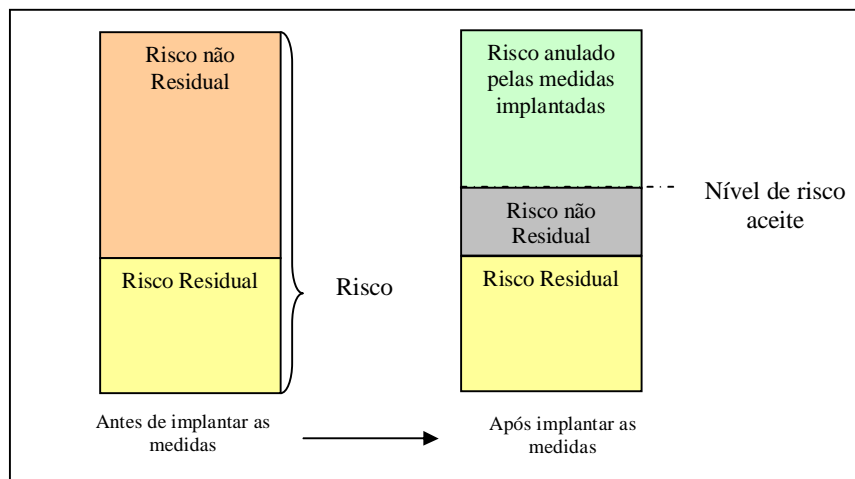 Risco não
Residual
Risco Residual
Risco
Antes de implantar as
medidas
Risco anulado
pelas medidas
implantadas
Nível de risco
aceite
Risco não
Residual
Risco Residual
Após implantar as
medidas